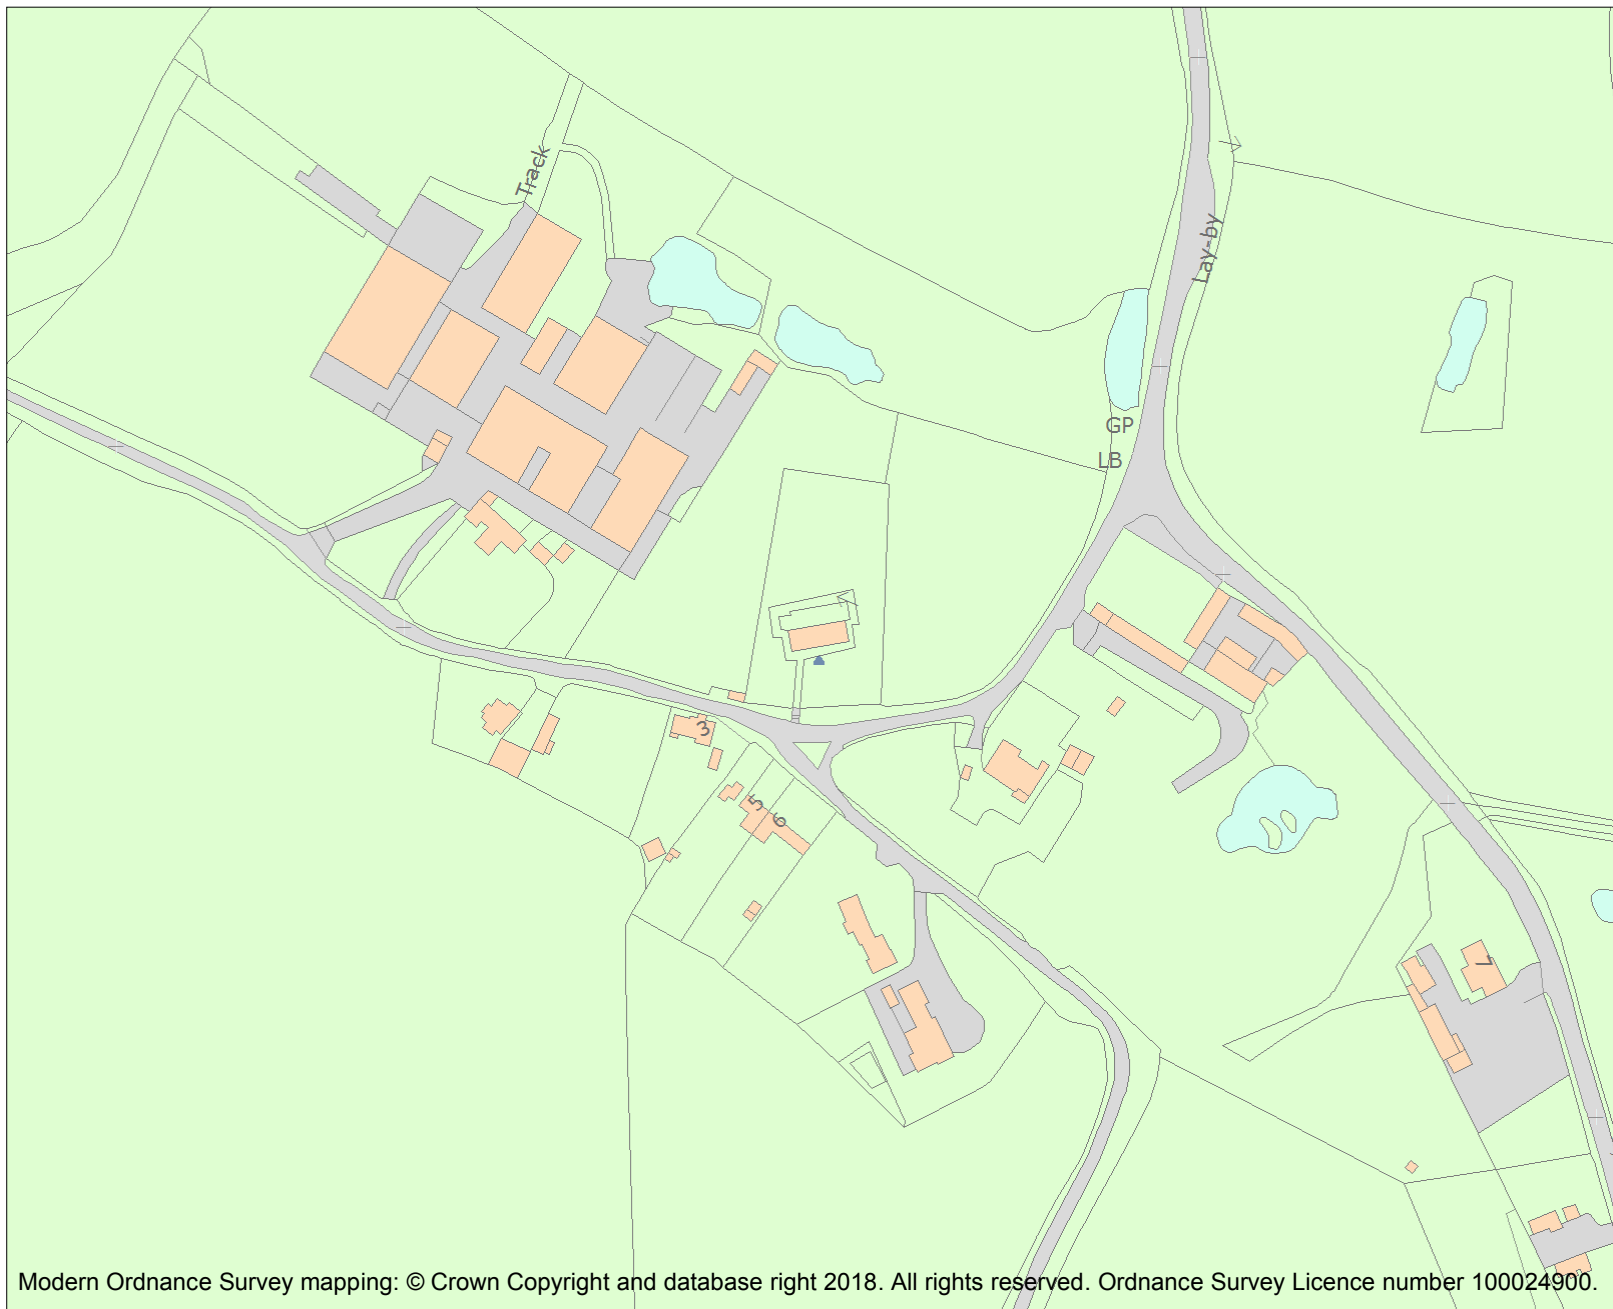 Track
Lay-by
GP
LB
3
5
6
7
Modern Ordnance Survey mapping: © Crown Copyright and database right 2018. All rights reserved. Ordnance Survey Licence number 100024900.